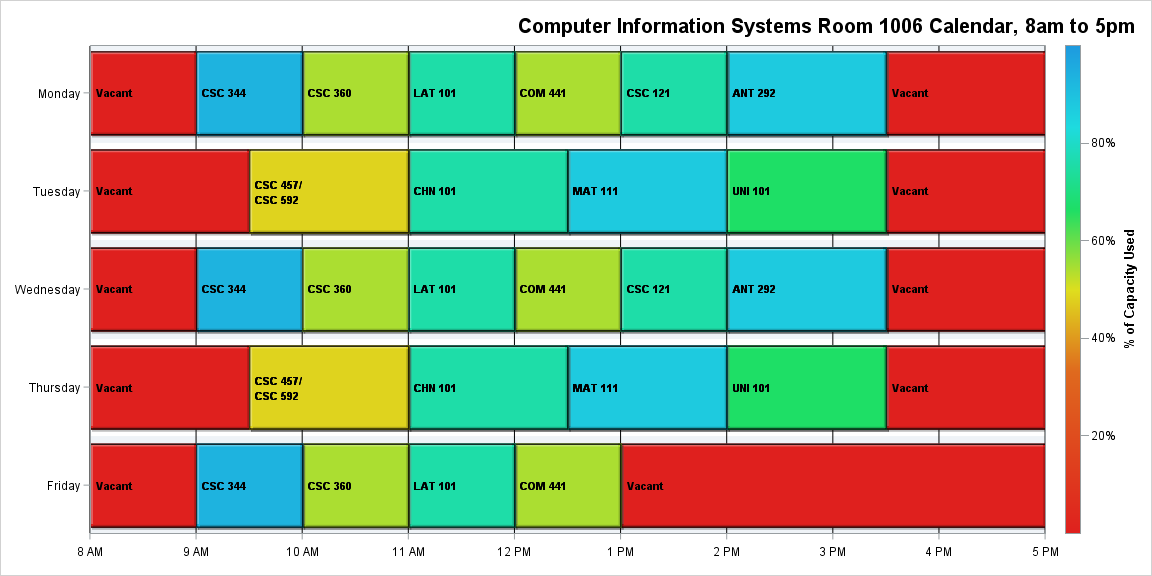 Computer Information Systems Room 1006 Calendar, 8am to 5pm
Monday
Vacant
CSC 344
CSC 360
LAT 101
COM 441
CSC 121
ANT 292
Vacant
Tuesday
Vacant
CSC 457/
CSC 592
CHN 101
MAT 111
UNI 101
Vacant
Wednesday
Vacant
CSC 344
CSC 360
LAT 101
COM 441
CSC 121
ANT 292
Vacant
Thursday
Vacant
CSC 457/
CSC 592
CHN 101
MAT 111
UNI 101
Vacant
Friday
Vacant
CSC 344
CSC 360
LAT 101
COM 441
Vacant
8 AM
9 AM
10 AM
11 AM
12 PM
1 PM
2 PM
3 PM
4 PM
5 PM
80%
60%
40%
20%
% of Capacity Used